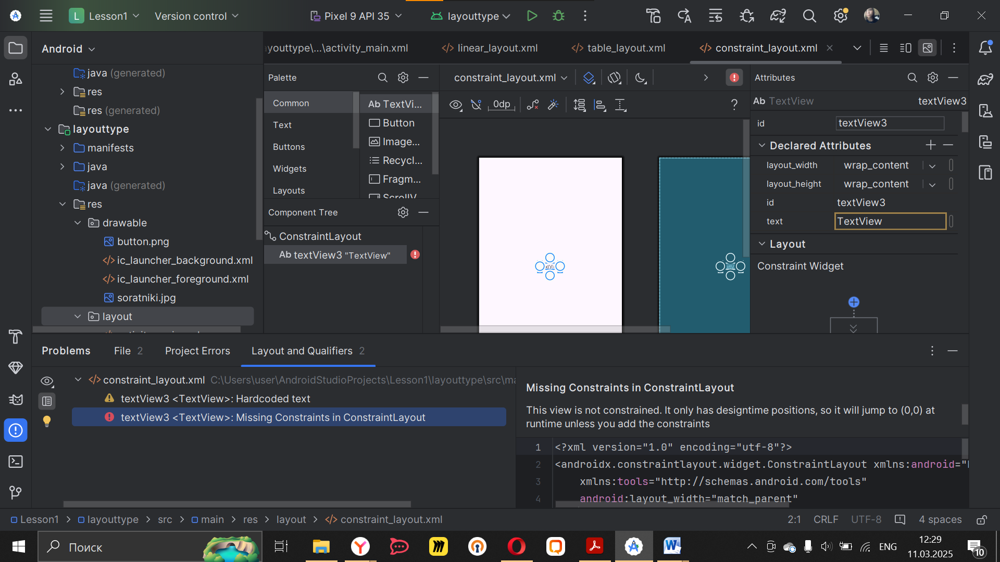 L Lesson1
Version control
Pixel 9 API 35
layouttype
Android
youttype\...\activity_main.xml
linear_layout.xml
table_layout.xml
constraint_layout.xml
java (generated)
res
res (generated)
layouttype
manifests
java
java (generated)
res
drawable
button.png
ic_launcher_background.xml
ic_launcher_foreground.xml
soratniki.jpg
layout
Palette
Common
Text
Buttons
Widgets
Layouts
Ab TextVi...
Button
Image...
Recycl...
Fragm...
ScrollV
Component Tree
ConstraintLayout
Ab textView3 "TextView"
constraint_layout.xml
0dp
?
Attributes
Ab TextView
textView3
id
textView3
Declared Attributes
layout_width
wrap_content
layout_height
wrap_content
id
textView3
text
TextView
Layout
Constraint Widget
Problems
File 2
Project Errors
Layout and Qualifiers 2
constraint_layout.xml C:\Users\user\AndroidStudioProjects\Lesson1\layouttype\src\ma
textView3 <TextView>: Hardcoded text
textView3 <TextView>: Missing Constraints in ConstraintLayout
Missing Constraints in ConstraintLayout
This view is not constrained. It only has designtime positions, so it will jump to (0,0) at
runtime unless you add the constraints
1 <?xml version="1.0" encoding="utf-8"?>
2 <androidx.constraintlayout.widget.ConstraintLayout xmlns:android="
3 xmlns:tools="http://schemas.android.com/tools"
4 android:layout_width="match_parent"
Lesson1 > layouttype > src > main > res > layout > constraint_layout.xml
2:1
CRLF
UTF-8
4 spaces
Поиск
ENG
12:29
11.03.2025
10